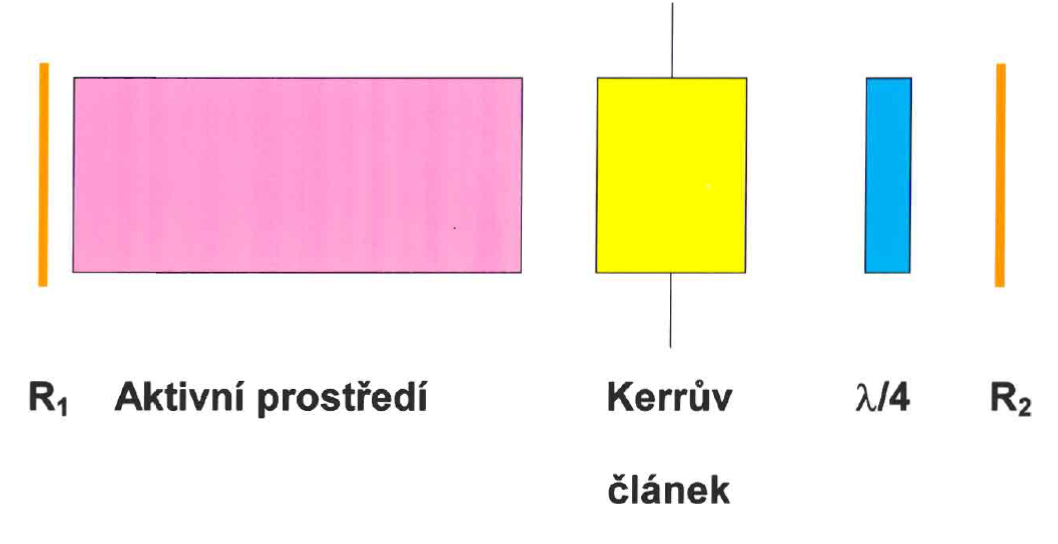 R₁ Aktivní prostředí Kerrův λ/4 R₂
článek